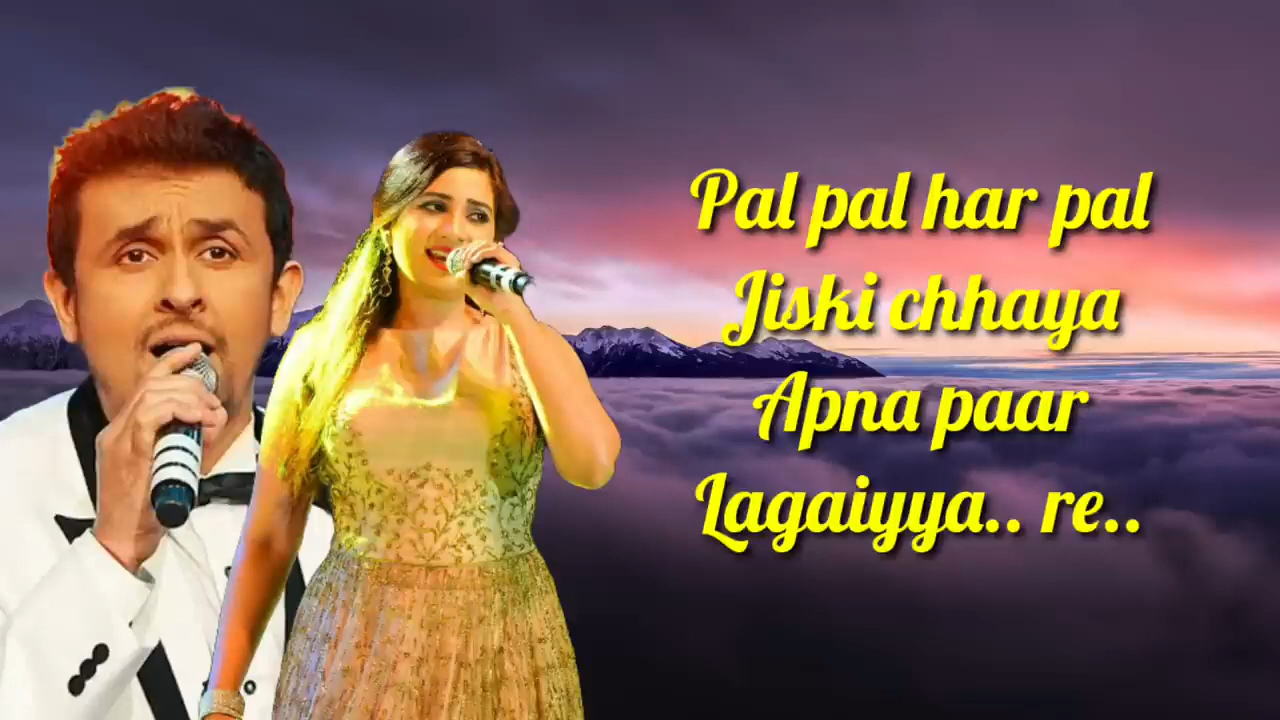 Pal pal har pal
Jiski chhaya
Apna paar
Lagaiyya.. re..